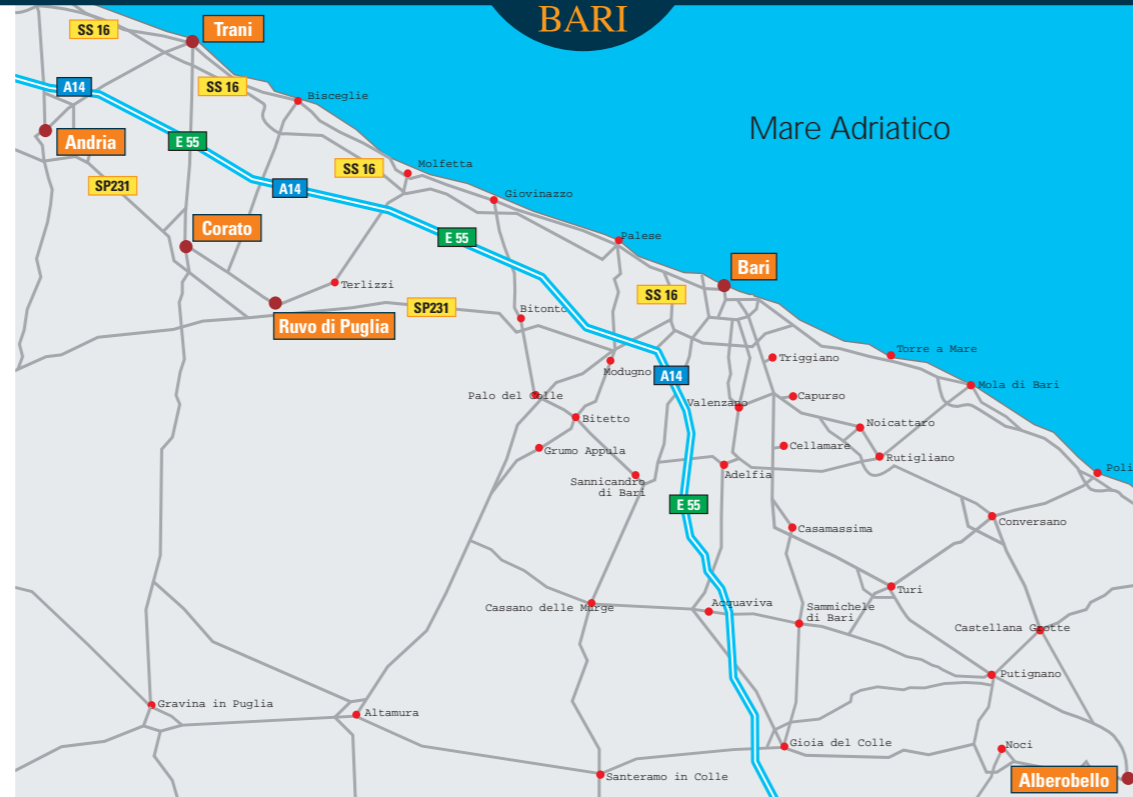 BARI
SS 16
Trani
A14
SS 16
Bisceglie
Mare Adriatico
Andria
E 55
SS 16
Molfetta
SP231
A14
Giovinazzo
Corato
E 55
Palese
Bari
Terlizzi
SS 16
SP231
Bitonto
Ruvo di Puglia
Torre a Mare
Triggiano
Modugno
A14
Mola di Bari
Palo del Colle
Capurso
Valenzano
Bitetto
Noicattaro
Cellamare
Grumo Appula
Rutigliano
Poli
Adelfia
Sannicandro
di Bari
E 55
Conversano
Casamassima
Turi
Cassano delle Murge
Acquaviva
Sammichele
di Bari
Castellana Grotte
Putignano
Gravina in Puglia
Altamura
Gioia del Colle
Noci
Santeramo in Colle
Alberobello